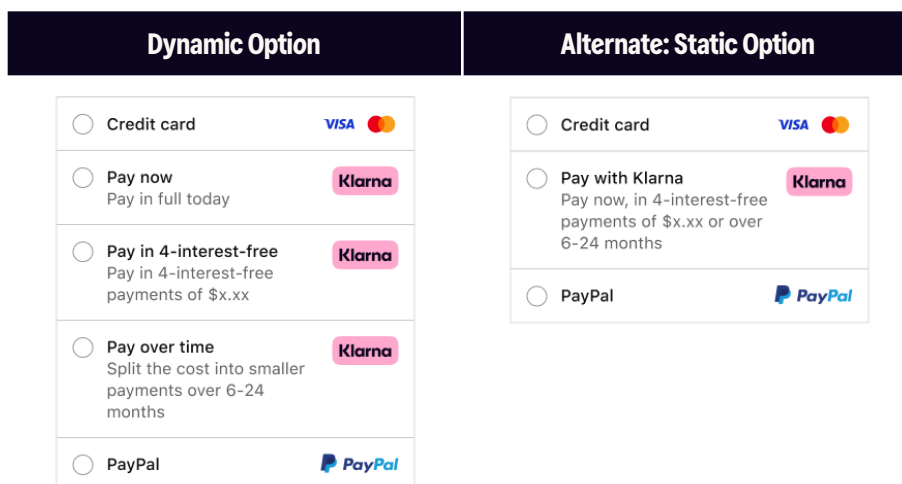 Dynamic Option
Credit card VISA
Pay now Klarna
Pay in full today
Pay in 4-interest-free Klarna
Pay in 4-interest-free
payments of $x.xx
Pay over time Klarna
Split the cost into smaller
payments over 6-24
months
PayPal PayPal
Alternate: Static Option
Credit card VISA
Pay with Klarna Klarna
Pay now, in 4-interest-free
payments of $x.xx or over
6-24 months
PayPal PayPal